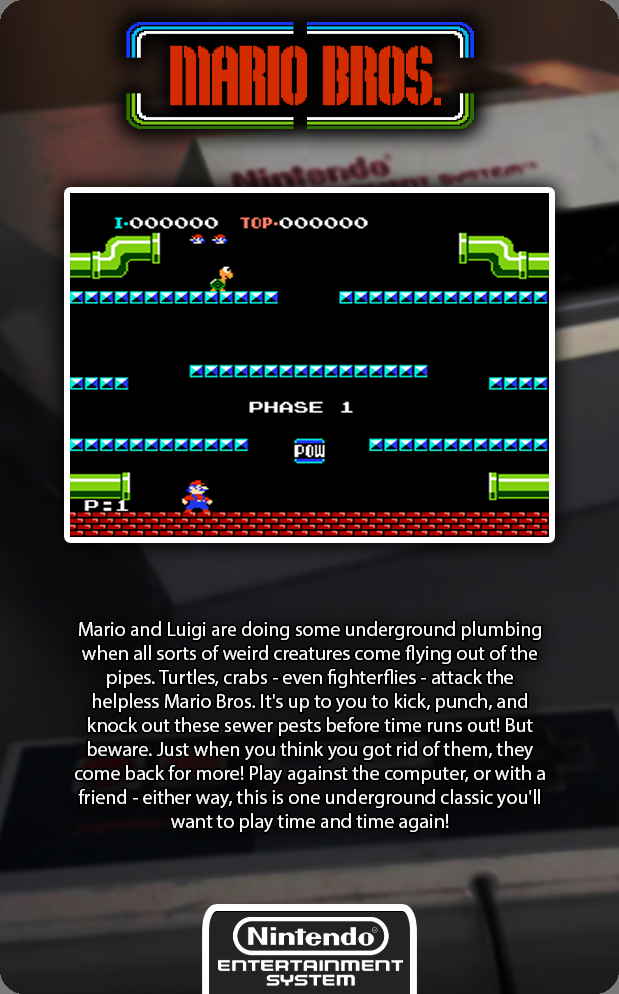 MARIO BROS.
Nintendo
ENTERTAINMENT SYSTEM™
I-000000 TOP-000000
PHASE 1
POW
P:1
Mario and Luigi are doing some underground plumbing
when all sorts of weird creatures come flying out of the
pipes. Turtles, crabs - even fighterflies - attack the
helpless Mario Bros. It's up to you to kick, punch, and
knock out these sewer pests before time runs out! But
beware. Just when you think you got rid of them, they
come back for more! Play against the computer, or with a
friend - either way, this is one underground classic you'll
want to play time and time again!
Nintendo®
ENTERTAINMENT
SYSTEM